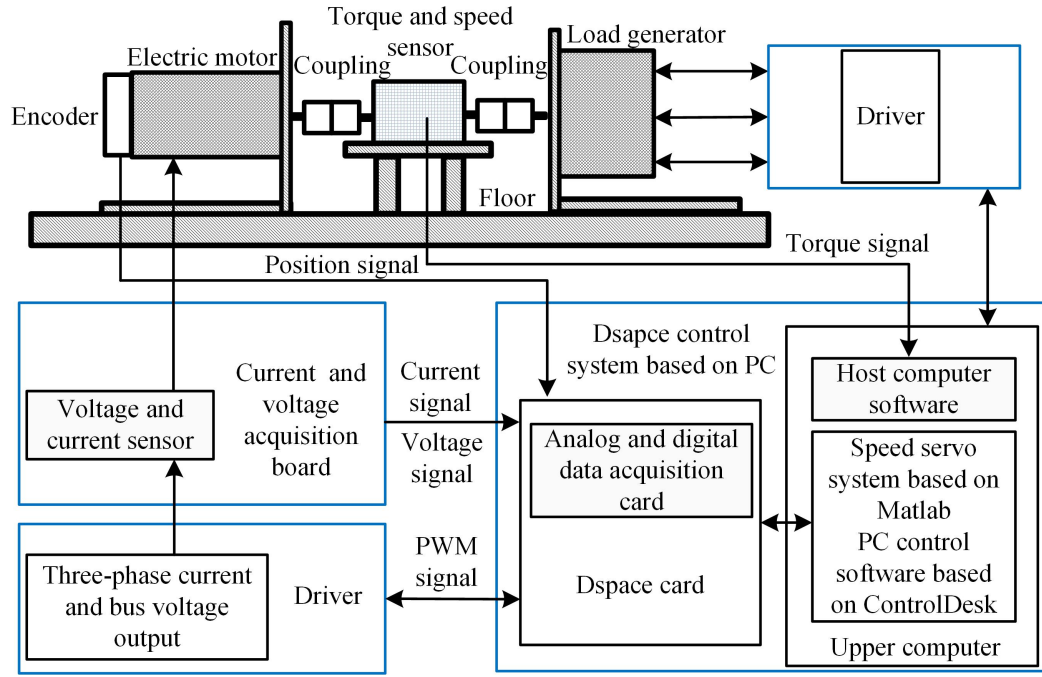 Torque and speed
sensor
Load generator
Electric motor
Coupling
Coupling
Encoder
Driver
Floor
Torque signal
Position signal
Dsapce control
system based on PC
Host computer
software
Current and
voltage
acquisition
board
Current
signal
Voltage
signal
Voltage and
current sensor
Analog and digital
data acquisition
card
Speed servo
system based on
Matlab
PC control
software based
on ControlDesk
PWM
signal
Three-phase current
and bus voltage
output
Driver
Dspace card
Upper computer